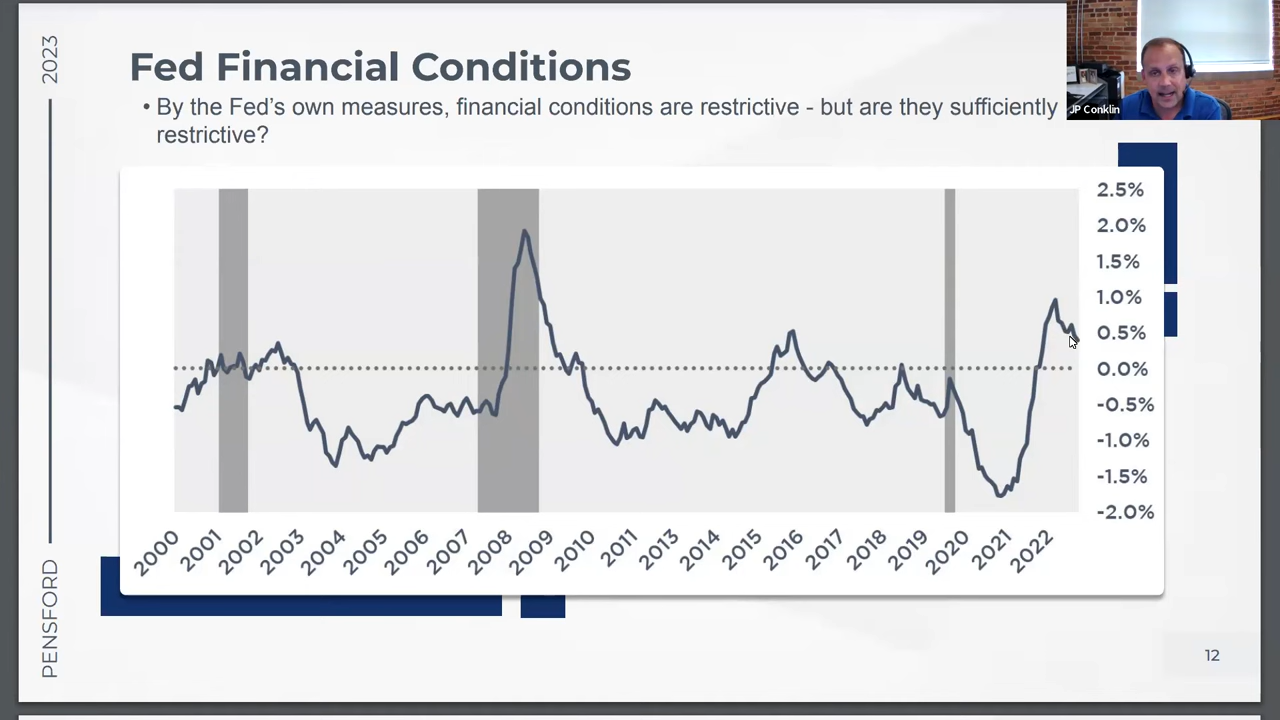 2023
Fed Financial Conditions
• By the Fed's own measures, financial conditions are restrictive - but are they sufficiently
restrictive?
JP Conklin
2.5%
2.0%
1.5%
1.0%
0.5%
0.0%
-0.5%
-1.0%
-1.5%
-2.0%
2000 2001 2002 2003 2004 2005 2006 2007 2008 2009 2010 2011 2013 2014 2015 2016 2017 2018 2019 2020 2021 2022
PENSFORD
12